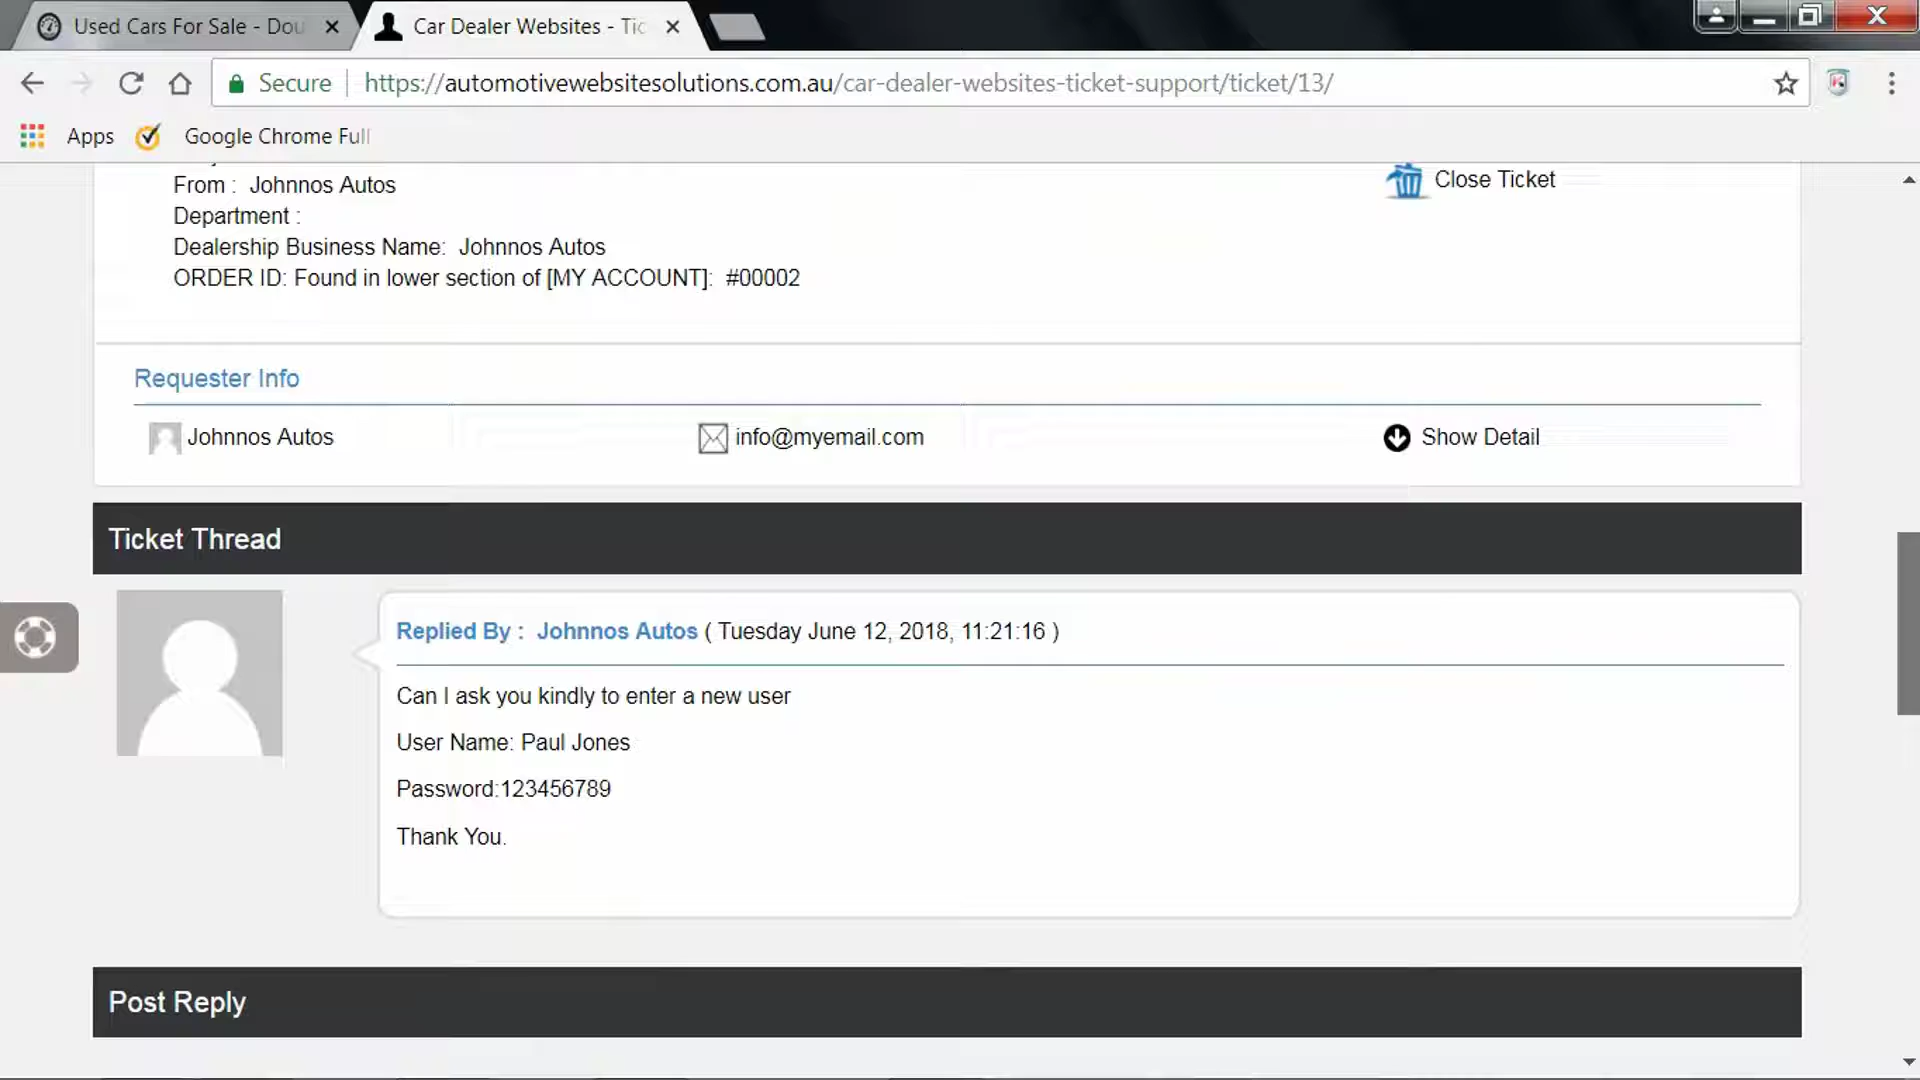 Used Cars For Sale - Dou
Car Dealer Websites - Tic
Secure https://automotivewebsitesolutions.com.au/car-dealer-websites-ticket-support/ticket/13/
Apps Google Chrome Full
From : Johnnos Autos
Close Ticket
Department :
Dealership Business Name: Johnnos Autos
ORDER ID: Found in lower section of [MY ACCOUNT]: #00002
Requester Info
Johnnos Autos
info@myemail.com
Show Detail
Ticket Thread
Replied By : Johnnos Autos ( Tuesday June 12, 2018, 11:21:16 )
Can I ask you kindly to enter a new user
User Name: Paul Jones
Password:123456789
Thank You.
Post Reply